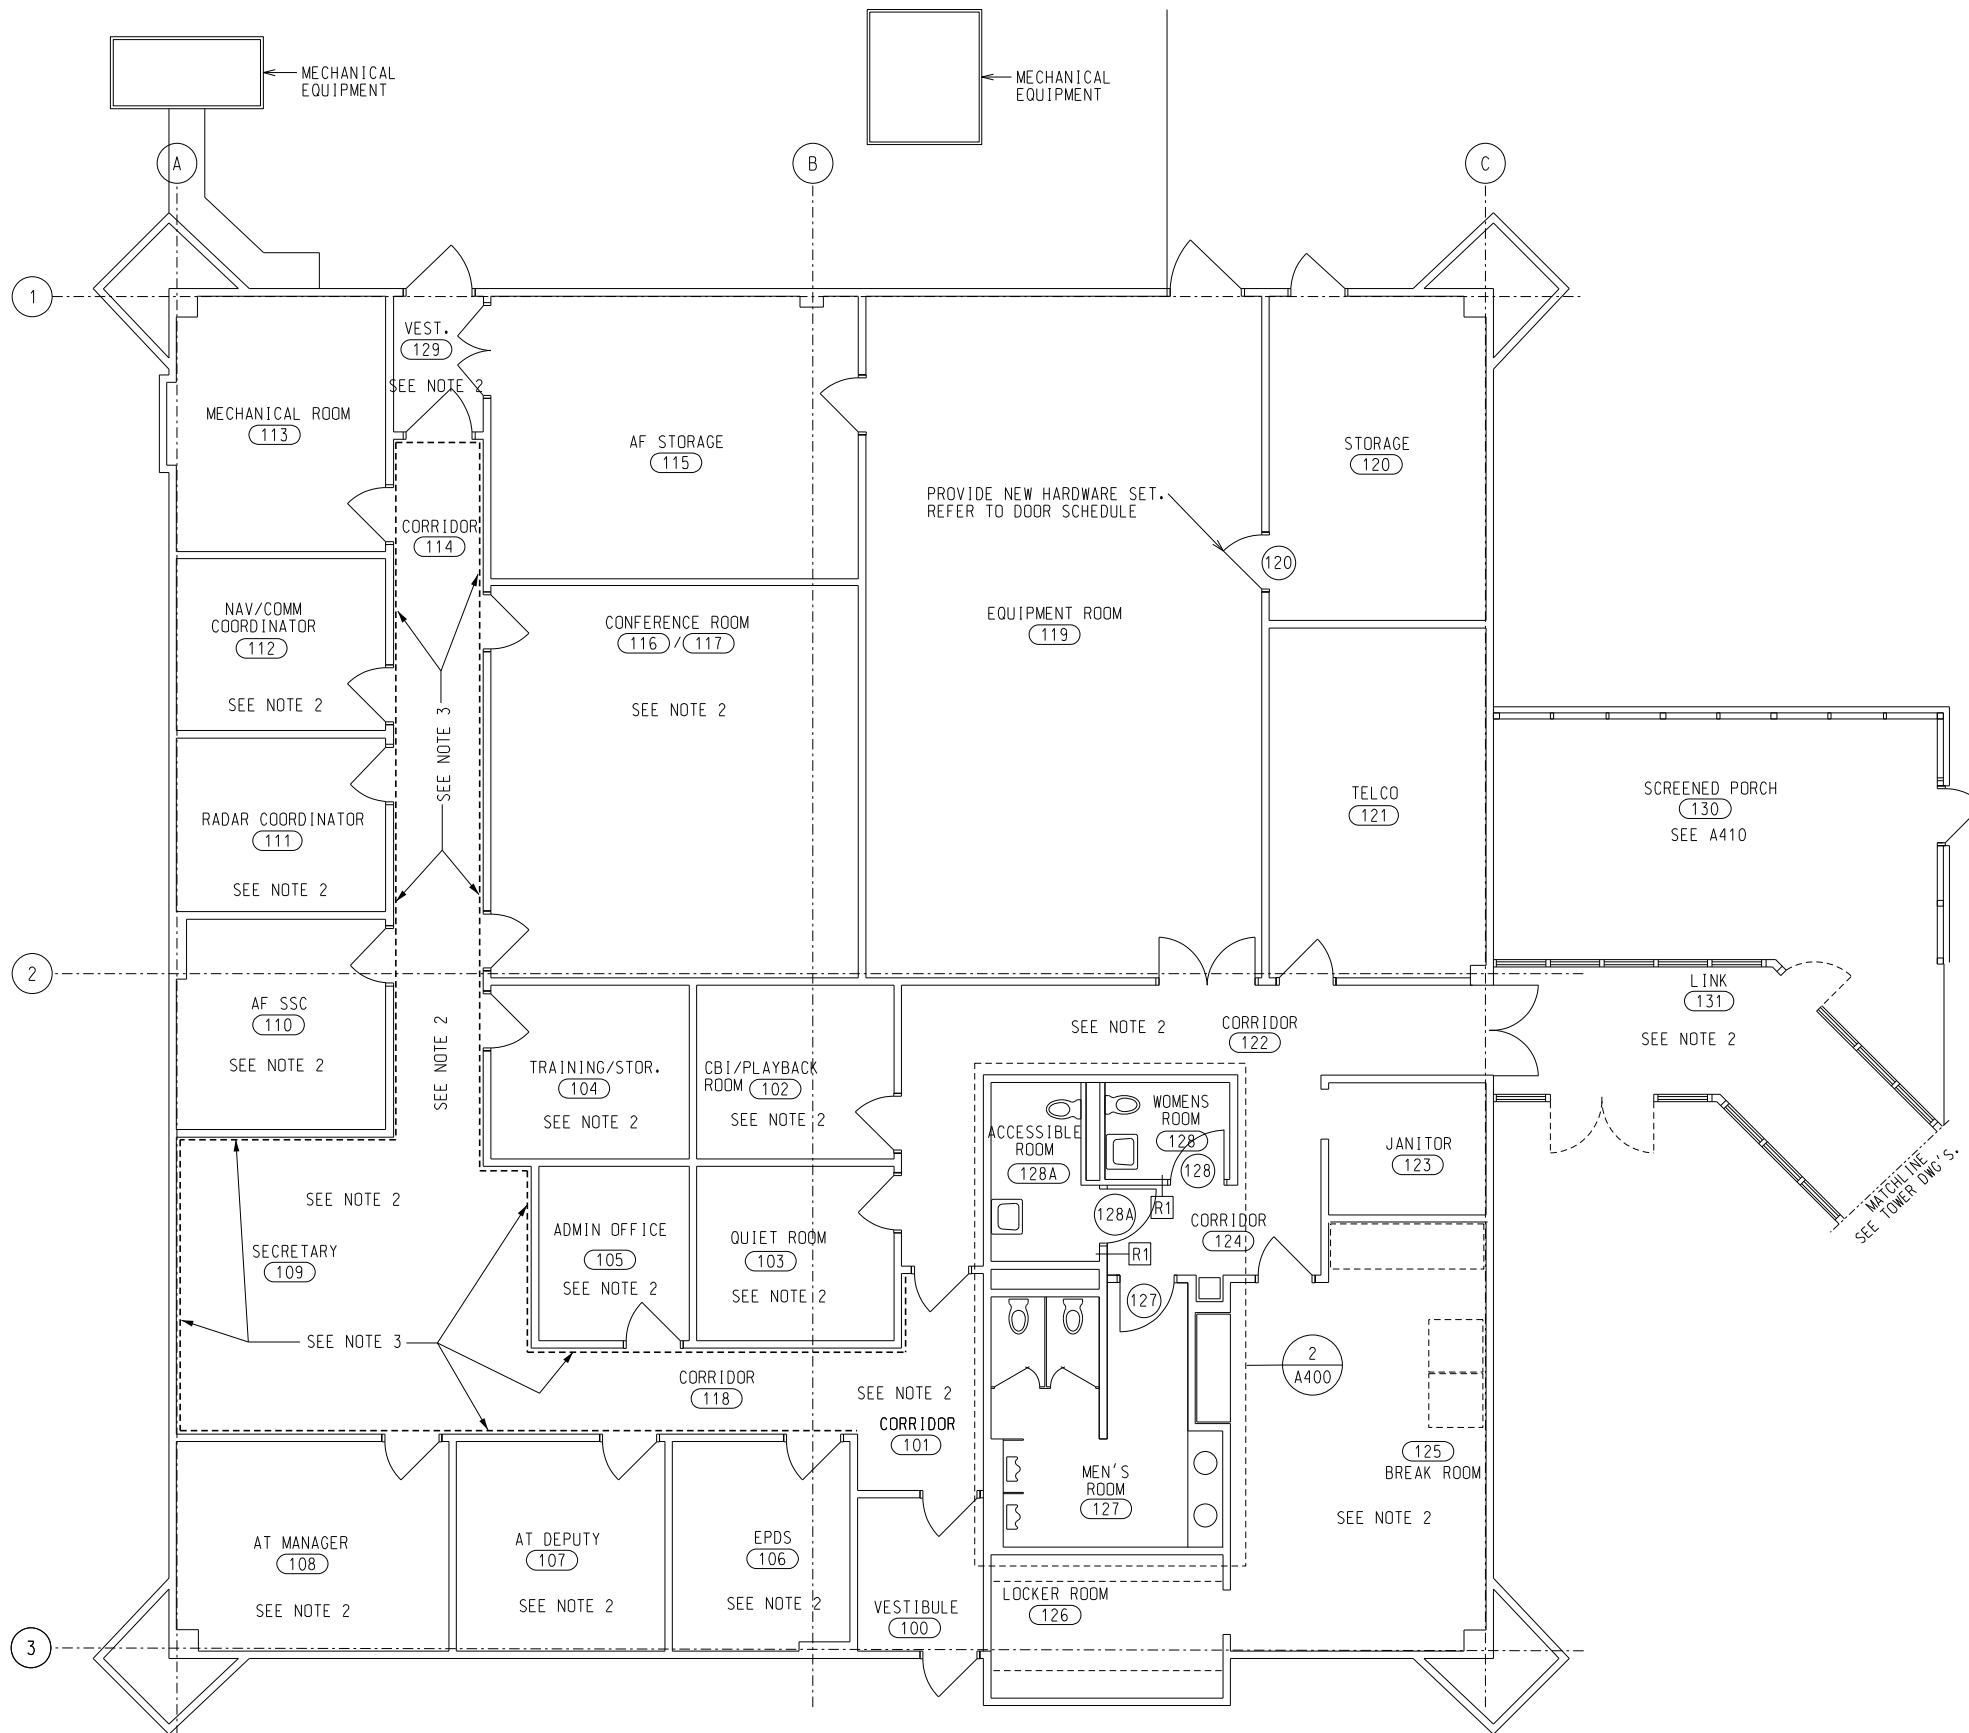 MECHANICAL
EQUIPMENT
MECHANICAL
EQUIPMENT
A
B
C
1
VEST.
129
SEE NOTE 2
MECHANICAL ROOM
113
AF STORAGE
115
STORAGE
120
PROVIDE NEW HARDWARE SET.
REFER TO DOOR SCHEDULE
120
CORRIDOR
114
NAV/COMM
COORDINATOR
112
SEE NOTE 2
CONFERENCE ROOM
116 / 117
SEE NOTE 2
EQUIPMENT ROOM
119
SEE NOTE 3
RADAR COORDINATOR
111
SEE NOTE 2
TELCO
121
SCREENED PORCH
130
SEE A410
2
AF SSC
110
SEE NOTE 2
SEE NOTE 2
TRAINING/STOR.
104
SEE NOTE 2
CBI/PLAYBACK
ROOM 102
SEE NOTE 2
SEE NOTE 2
CORRIDOR
122
LINK
131
SEE NOTE 2
ACCESSIBLE
ROOM
128A
WOMENS
ROOM
128
128
R1
128A
R1
CORRIDOR
124
JANITOR
123
MATCHLINE
SEE TOWER DWG'S.
SEE NOTE 2
SECRETARY
109
ADMIN OFFICE
105
SEE NOTE 2
QUIET ROOM
103
SEE NOTE 2
127
SEE NOTE 3
2
A400
CORRIDOR
118
SEE NOTE 2
CORRIDOR
101
MEN'S
ROOM
127
125
BREAK ROOM
SEE NOTE 2
AT MANAGER
108
SEE NOTE 2
AT DEPUTY
107
SEE NOTE 2
EPDS
106
SEE NOTE 2
VESTIBULE
100
LOCKER ROOM
126
3